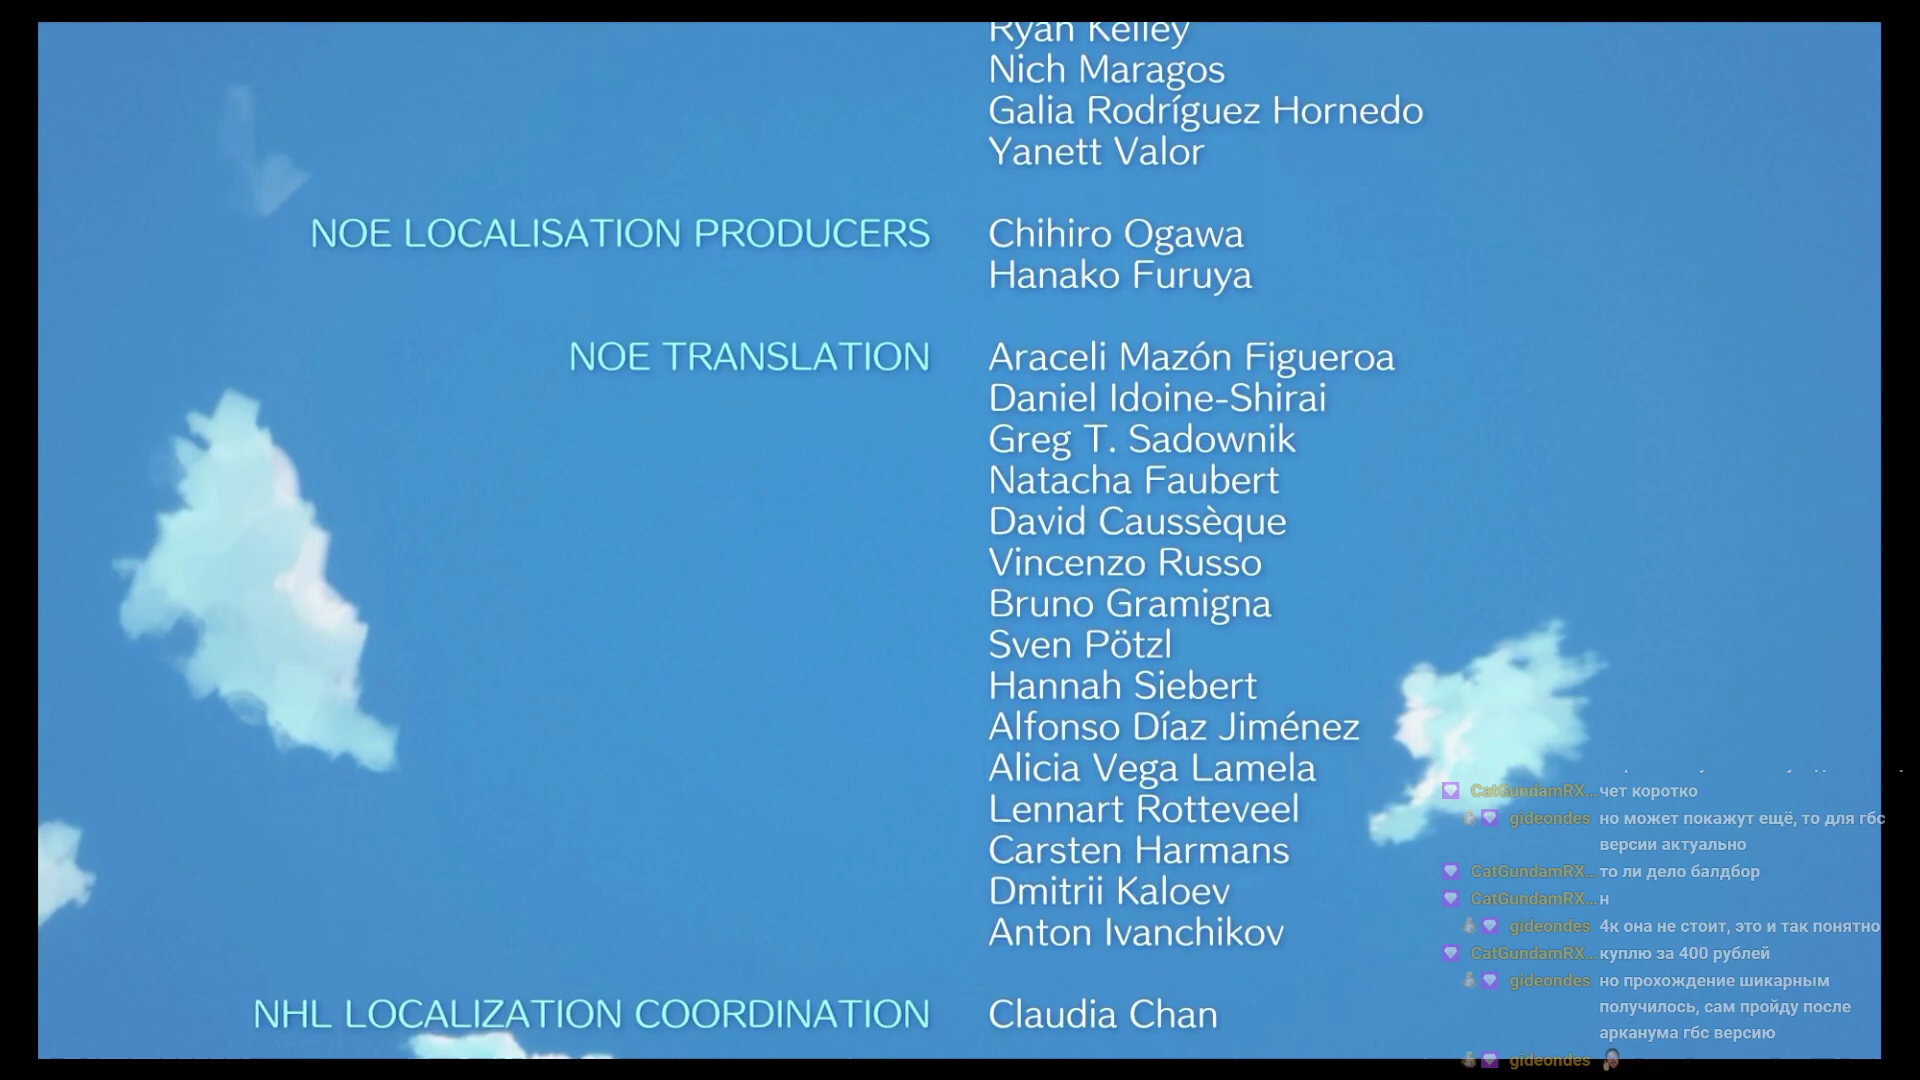 Ryan Kelley
Nich Maragos
Galia Rodríguez Hornedo
Yanett Valor
NOE LOCALISATION PRODUCERS Chihiro Ogawa
Hanako Furuya
NOE TRANSLATION Araceli Mazón Figueroa
Daniel Idoine-Shirai
Greg T. Sadownik
Natacha Faubert
David Caussèque
Vincenzo Russo
Bruno Gramigna
Sven Pötzl
Hannah Siebert
Alfonso Díaz Jiménez
Alicia Vega Lamela
Lennart Rotteveel
Carsten Harmans
Dmitrii Kaloev
Anton Ivanchikov
NHL LOCALIZATION COORDINATION Claudia Chan
CatGundamRX... чет коротко
gideondes но может покажут ещё, то для гбс
версии актуально
CatGundamRX... то ли дело балдбор
CatGundamRX... н
gideondes 4к она не стоит, это и так понятно
CatGundamRX... куплю за 400 рублей
gideondes но прохождение шикарным
получилось, сам пройду после
арканума гбс версию
gideondes